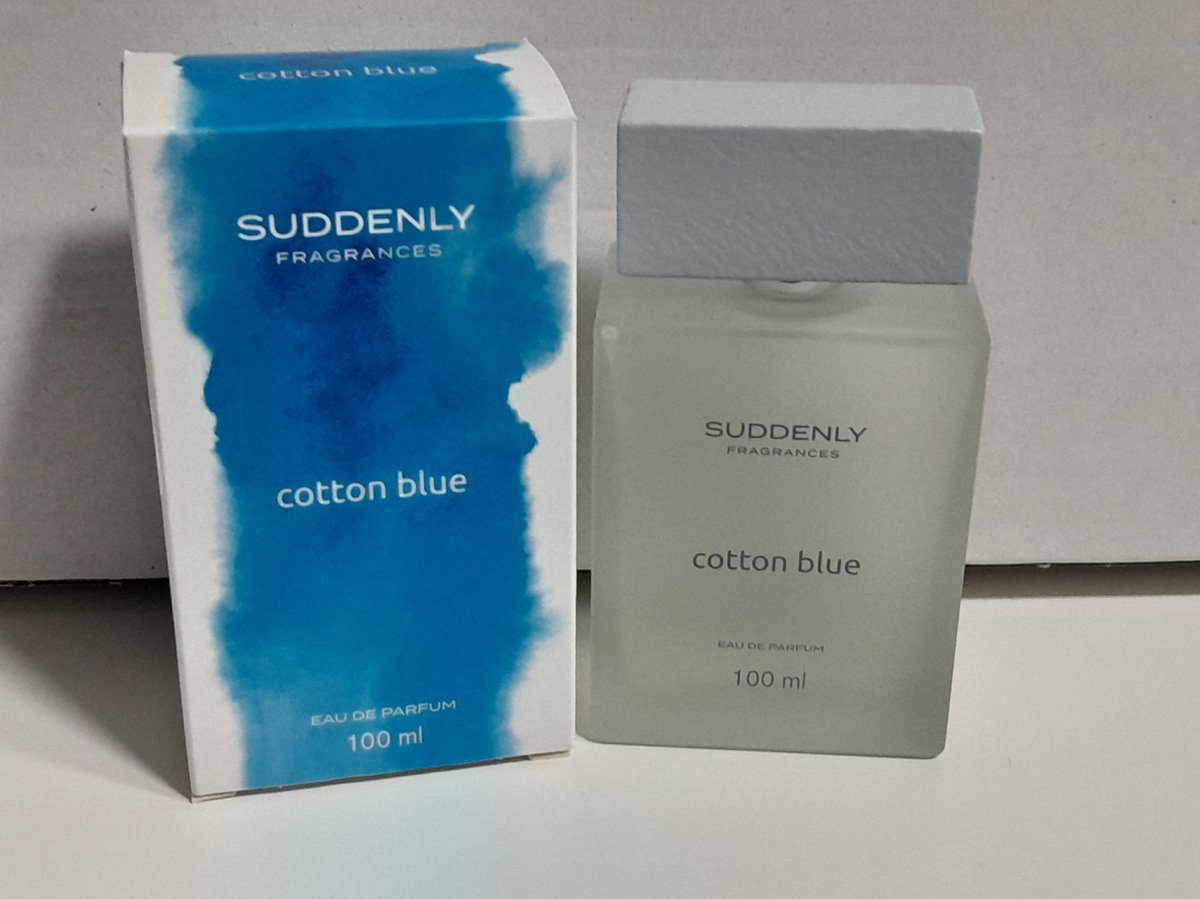 cotton blue
SUDDENLY
FRAGRANCES
cotton blue
EAU DE PARFUM
100 ml
SUDDENLY
FRAGRANCES
cotton blue
EAU DE PARFUM
100 ml